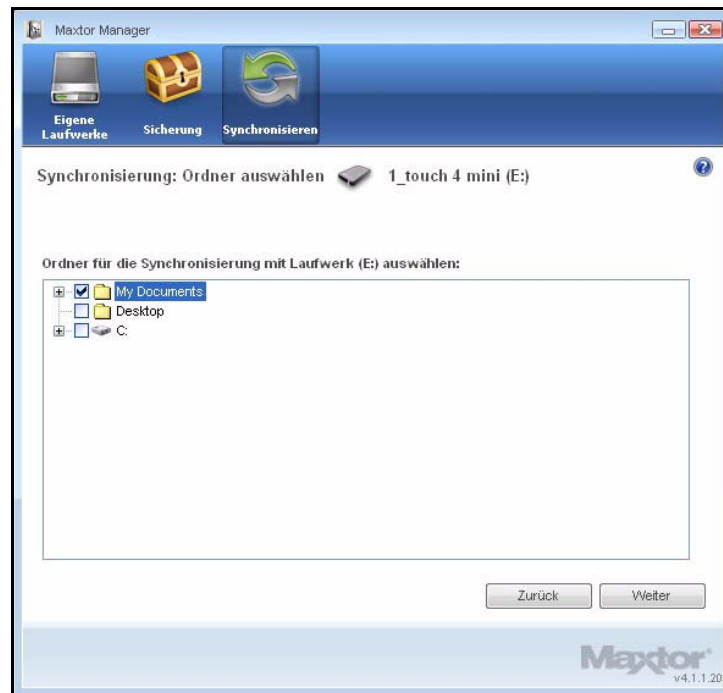 Maxtor Manager
Eigene
Laufwerke
Sicherung
Synchronisieren
Synchronisierung: Ordner auswählen 1_touch 4 mini (E:)
Ordner für die Synchronisierung mit Laufwerk (E:) auswählen:
My Documents
Desktop
C:
Zurück
Weiter
Maxtor
v4.1.1.20